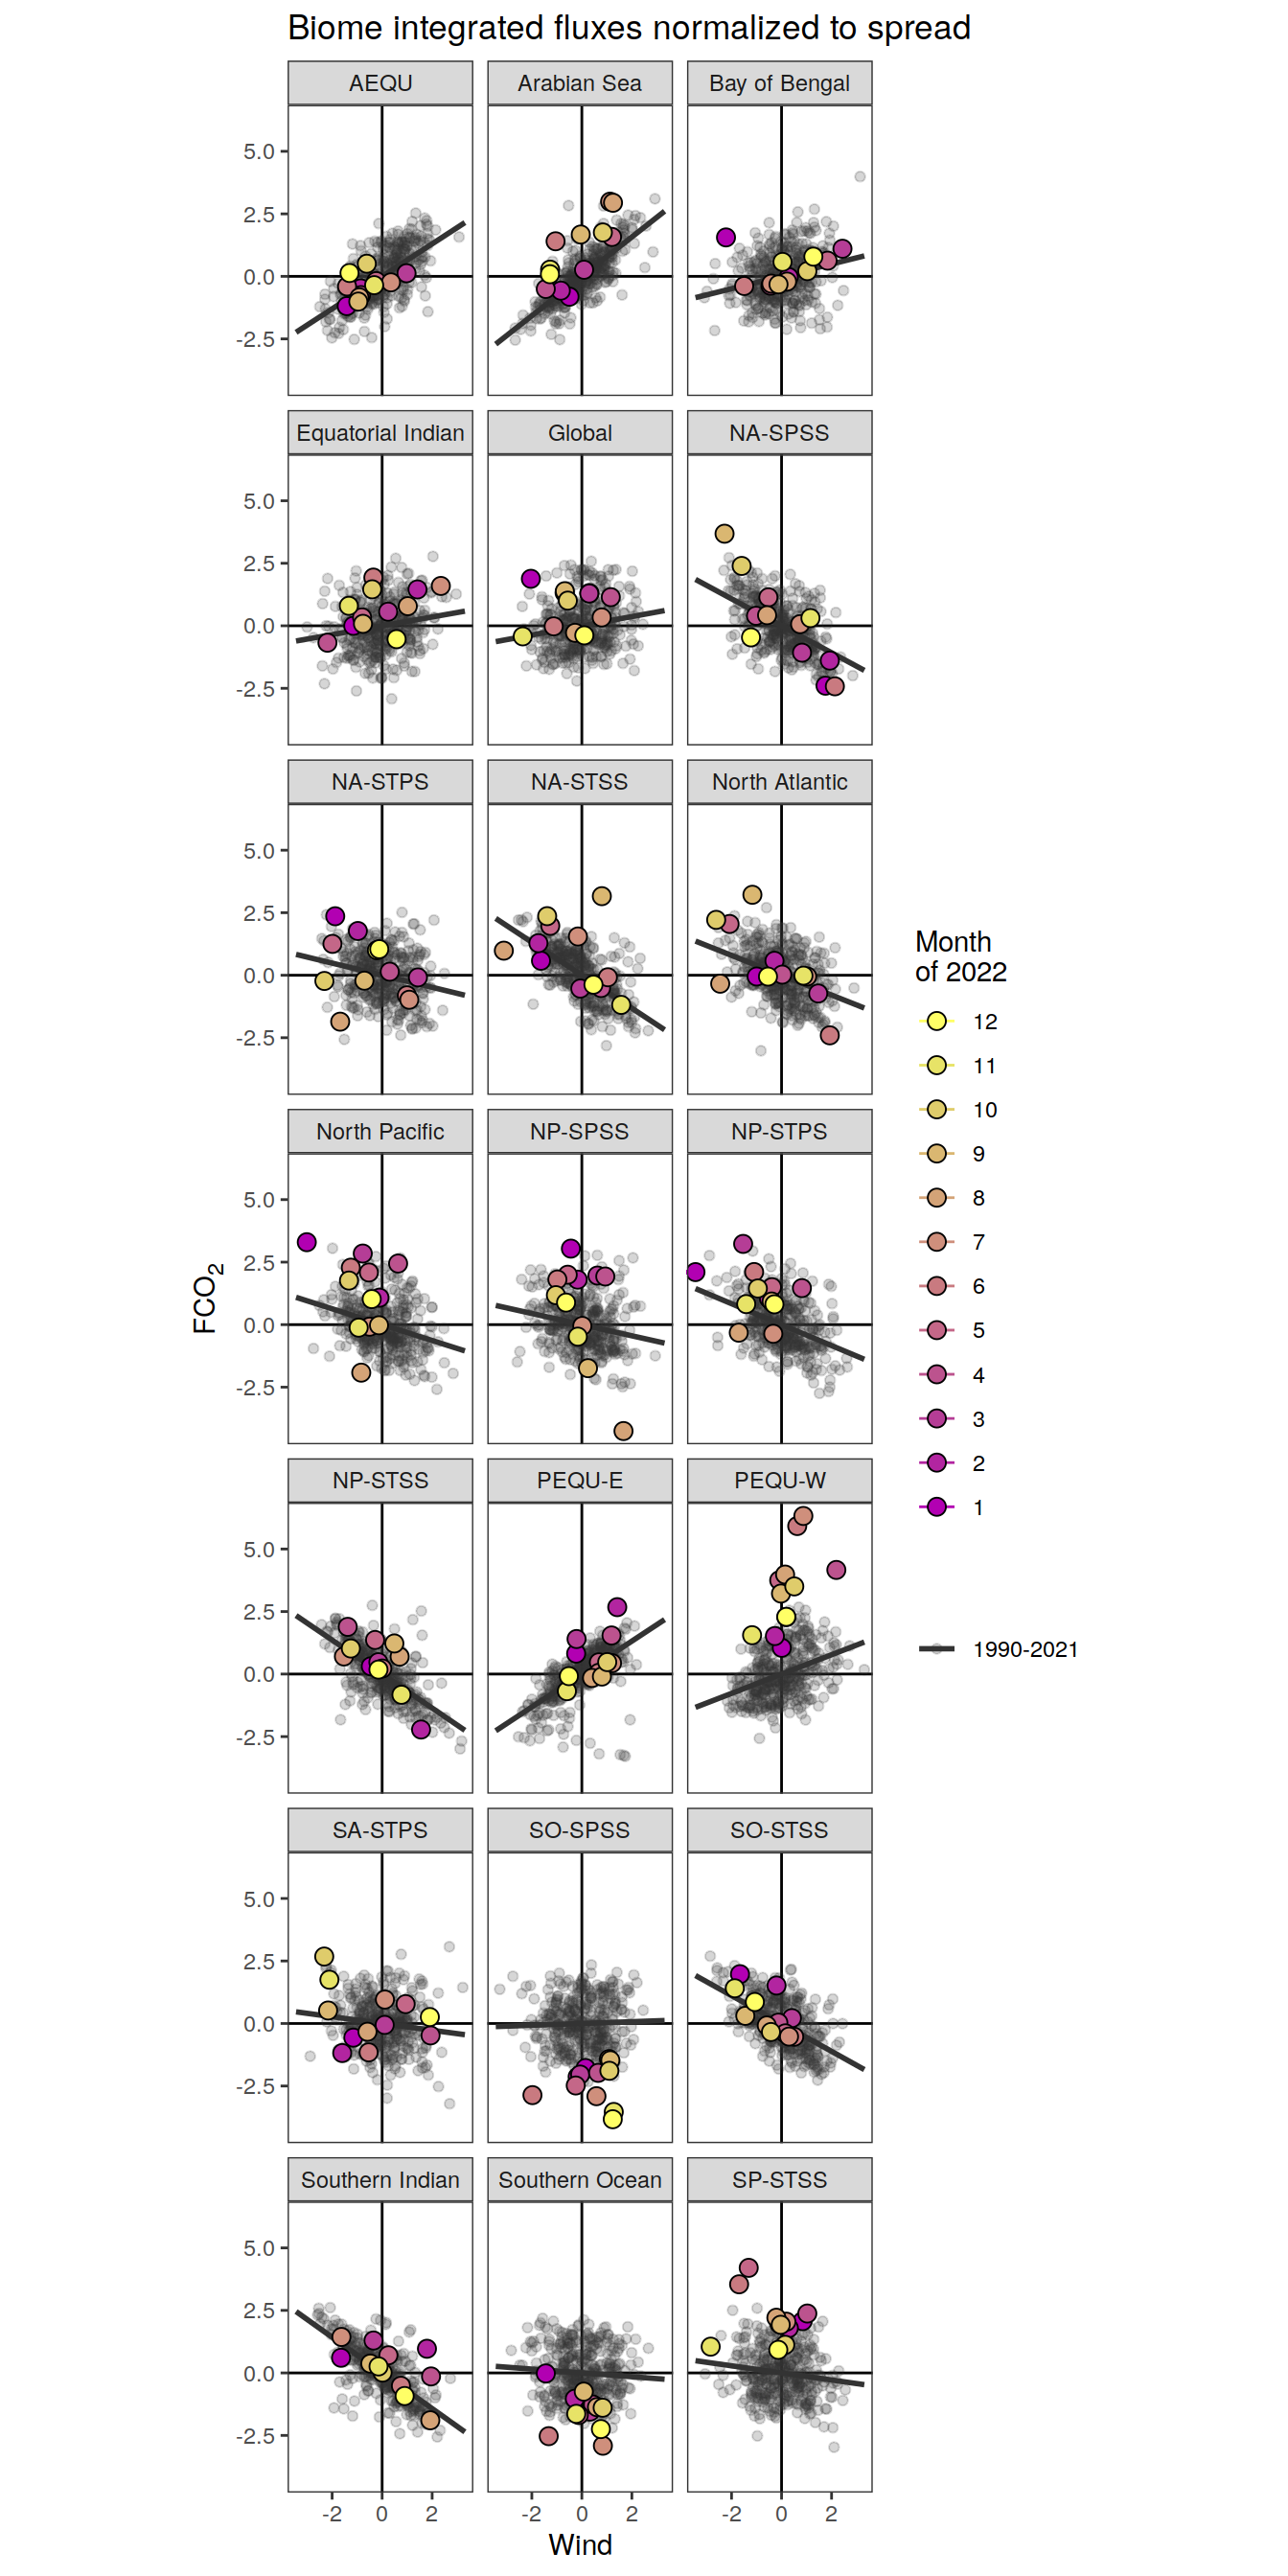 Biome integrated fluxes normalized to spread
AEQU
Arabian Sea
Bay of Bengal
5.0
2.5
0.0
-2.5
Equatorial Indian
Global
NA-SPSS
5.0
2.5
0.0
-2.5
NA-STPS
NA-STSS
North Atlantic
5.0
2.5
0.0
-2.5
North Pacific
NP-SPSS
NP-STPS
5.0
2.5
0.0
-2.5
NP-STSS
PEQU-E
PEQU-W
5.0
2.5
0.0
-2.5
SA-STPS
SO-SPSS
SO-STSS
5.0
2.5
0.0
-2.5
Southern Indian
Southern Ocean
SP-STSS
5.0
2.5
0.0
-2.5
-2 0 2
-2 0 2
-2 0 2
Wind
FCO₂
Month
of 2022
12
11
10
9
8
7
6
5
4
3
2
1
1990-2021